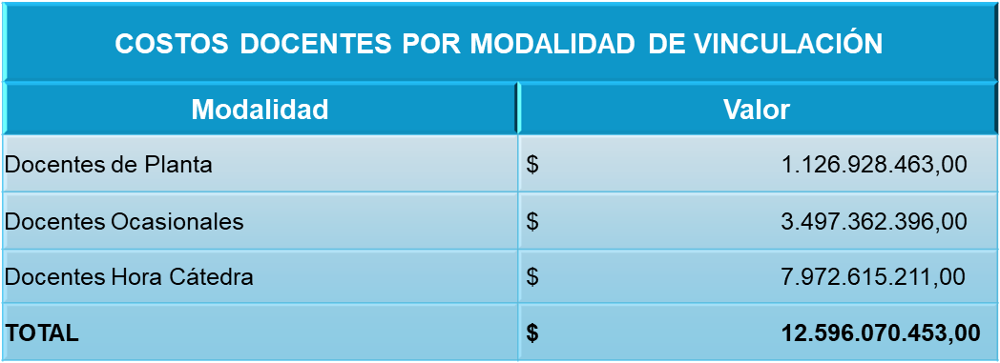 COSTOS DOCENTES POR MODALIDAD DE VINCULACIÓN
Modalidad Valor
Docentes de Planta $ 1.126.928.463,00
Docentes Ocasionales $ 3.497.362.396,00
Docentes Hora Cátedra $ 7.972.615.211,00
TOTAL $ 12.596.070.453,00